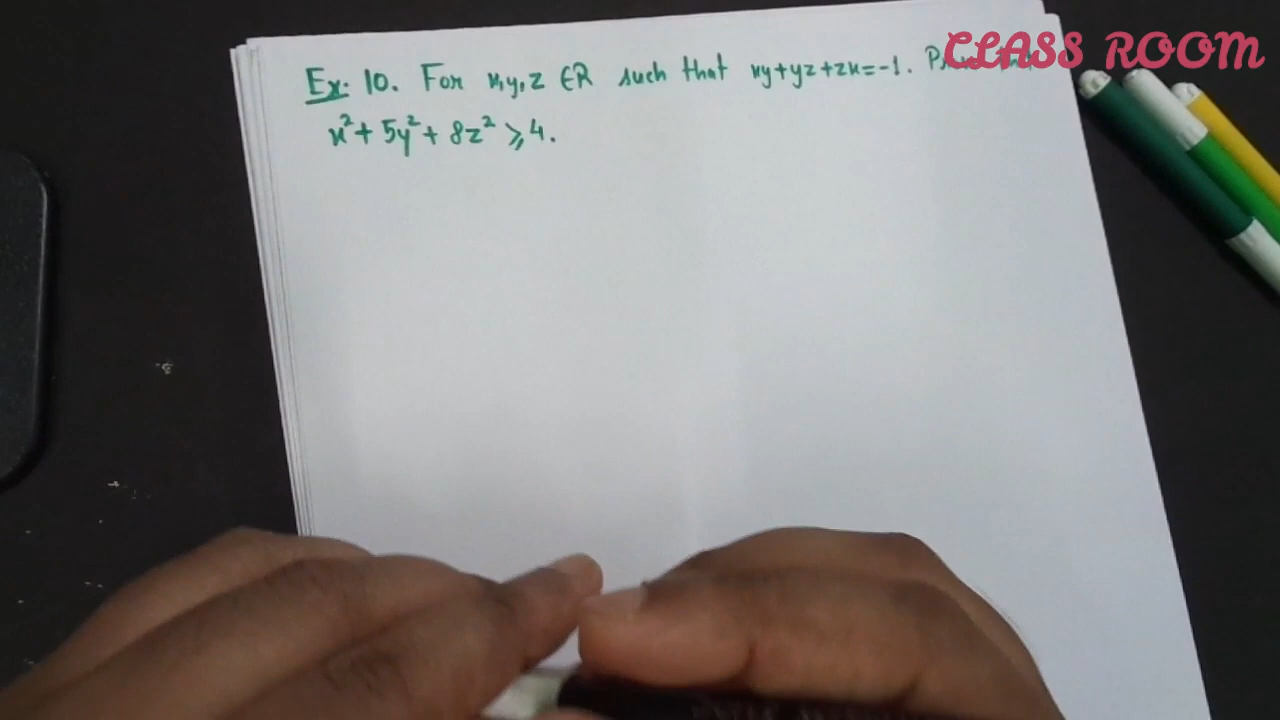 CLASS ROOM
Ex. 10. For x,y,z ∈ R such that xy+yz+zx=-1.
x²+ 5y²+ 8z² ⩾4.